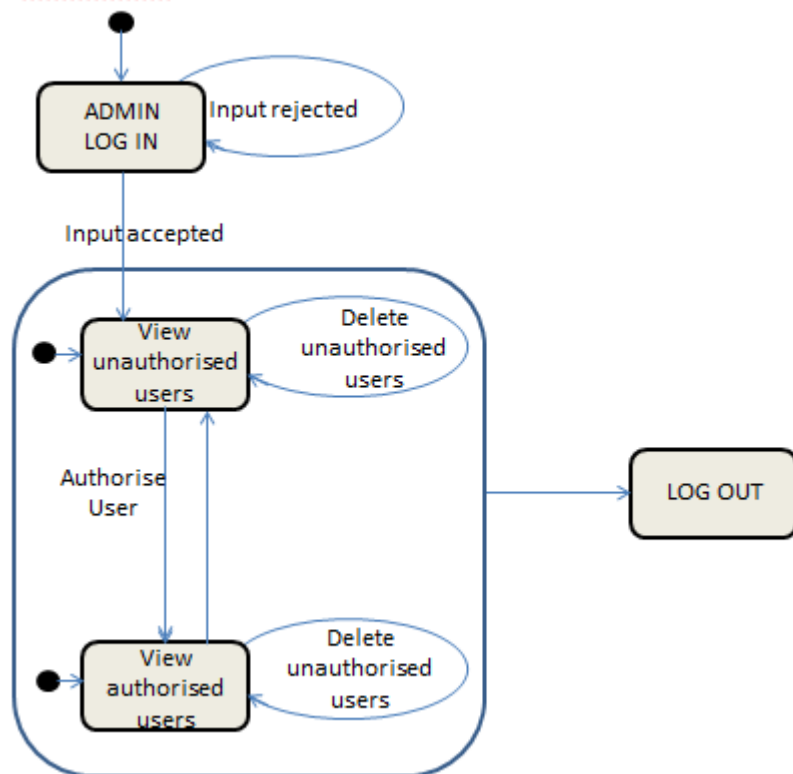 ADMIN
LOG IN
Input rejected
Input accepted
View
unauthorised
users
Delete
unauthorised
users
Authorise
User
LOG OUT
View
authorised
users
Delete
unauthorised
users